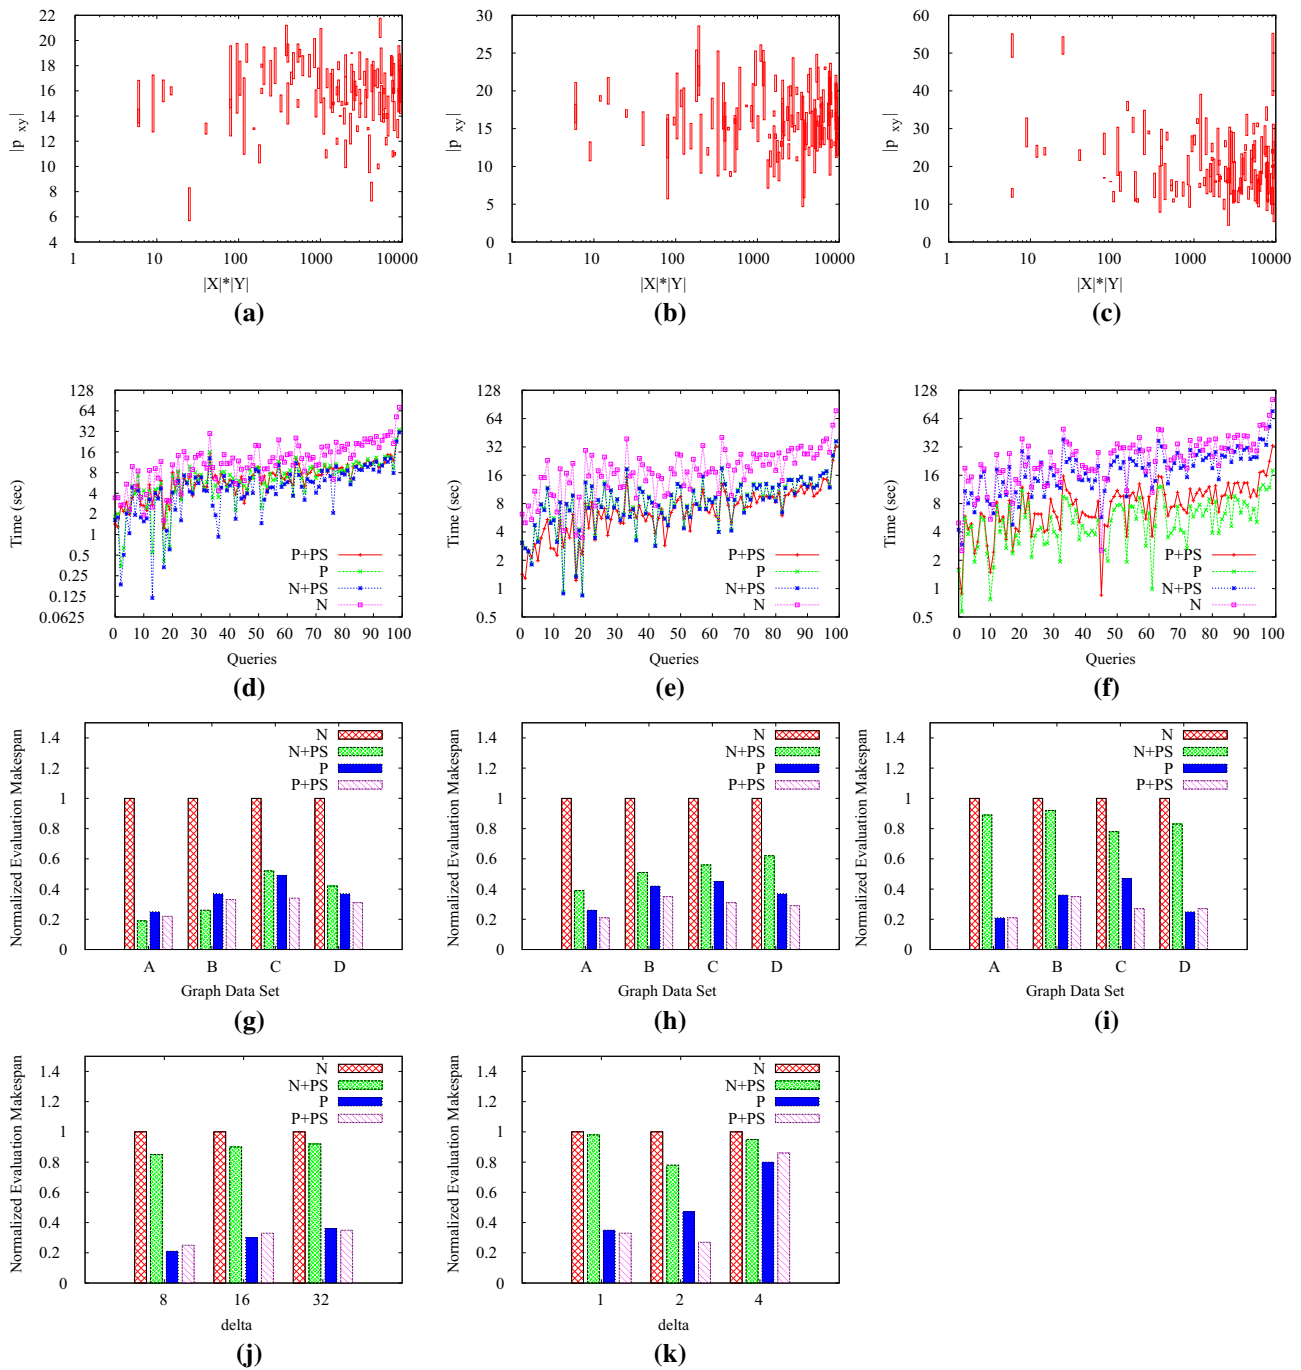 22
20
18
16
14
12
10
8
6
4
|p xy|
1
10
100
1000
10000
|X|*|Y|
(a)
30
25
20
15
10
5
0
|p xy|
1
10
100
1000
10000
|X|*|Y|
(b)
60
50
40
30
20
10
0
|p xy|
1
10
100
1000
10000
|X|*|Y|
(c)
128
64
32
16
8
4
2
1
0.5
0.25
0.125
0.0625
Time (sec)
P+PS
P
N+PS
N
0 10 20 30 40 50 60 70 80 90 100
Queries
(d)
128
64
32
16
8
4
2
1
0.5
Time (sec)
P+PS
P
N+PS
N
0 10 20 30 40 50 60 70 80 90 100
Queries
(e)
128
64
32
16
8
4
2
1
0.5
Time (sec)
P+PS
P
N+PS
N
0 10 20 30 40 50 60 70 80 90 100
Queries
(f)
1.4
1.2
1
0.8
0.6
0.4
0.2
0
Normalized Evaluation Makespan
N
N+PS
P
P+PS
A B C D
Graph Data Set
(g)
1.4
1.2
1
0.8
0.6
0.4
0.2
0
Normalized Evaluation Makespan
N
N+PS
P
P+PS
A B C D
Graph Data Set
(h)
1.4
1.2
1
0.8
0.6
0.4
0.2
0
Normalized Evaluation Makespan
N
N+PS
P
P+PS
A B C D
Graph Data Set
(i)
1.4
1.2
1
0.8
0.6
0.4
0.2
0
Normalized Evaluation Makespan
N
N+PS
P
P+PS
8 16 32
delta
(j)
1.4
1.2
1
0.8
0.6
0.4
0.2
0
Normalized Evaluation Makespan
N
N+PS
P
P+PS
1 2 4
delta
(k)